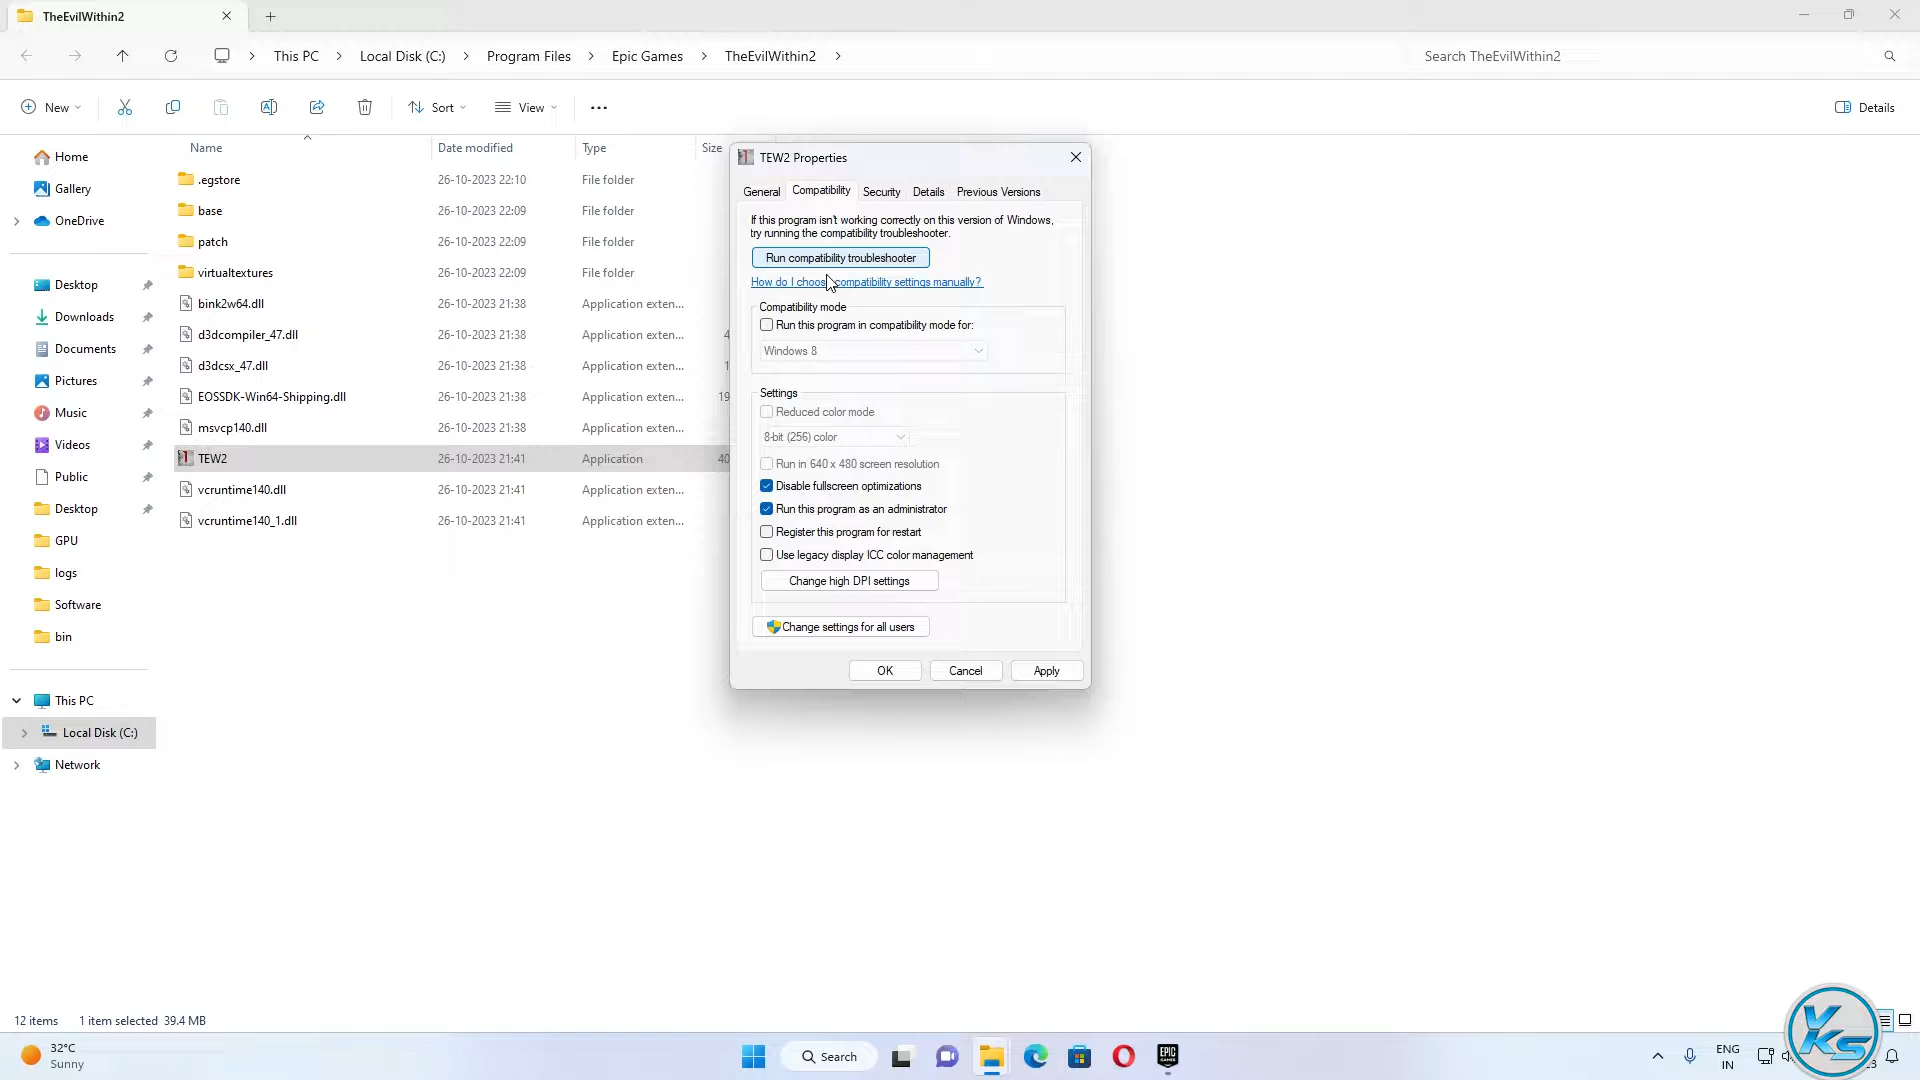 TheEvilWithin2
This PC
Local Disk (C:)
Program Files
Epic Games
TheEvilWithin2
Search TheEvilWithin2
New
Sort
View
Details
Name
Date modified
Type
Size
Home
Gallery
OneDrive
Desktop
Downloads
Documents
Pictures
Music
Videos
Public
Desktop
GPU
logs
Software
bin
This PC
Local Disk (C:)
Network
.egstore 26-10-2023 22:10 File folder
base 26-10-2023 22:09 File folder
patch 26-10-2023 22:09 File folder
virtualtextures 26-10-2023 22:09 File folder
bink2w64.dll 26-10-2023 21:38 Application exten...
d3dcompiler_47.dll 26-10-2023 21:38 Application exten... 4
d3dcsx_47.dll 26-10-2023 21:38 Application exten... 1
EOSSDK-Win64-Shipping.dll 26-10-2023 21:38 Application exten... 19
msvcp140.dll 26-10-2023 21:38 Application exten...
TEW2 26-10-2023 21:41 Application 40
vcruntime140.dll 26-10-2023 21:41 Application exten...
vcruntime140_1.dll 26-10-2023 21:41 Application exten...
TEW2 Properties
General Compatibility Security Details Previous Versions
If this program isn't working correctly on this version of Windows,
try running the compatibility troubleshooter.
Run compatibility troubleshooter
How do I choose compatibility settings manually?
Compatibility mode
Run this program in compatibility mode for:
Windows 8
Settings
Reduced color mode
8-bit (256) color
Run in 640 x 480 screen resolution
Disable fullscreen optimizations
Run this program as an administrator
Register this program for restart
Use legacy display ICC color management
Change high DPI settings
Change settings for all users
OK
Cancel
Apply
12 items 1 item selected 39.4 MB
32°C
Sunny
Search
EPIC
GAMES
ENG
IN
YKS